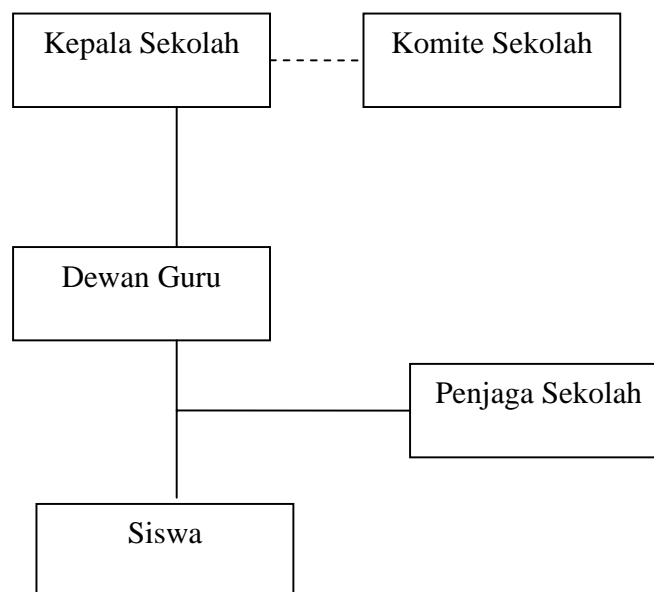 Kepala Sekolah
Komite Sekolah
Dewan Guru
Penjaga Sekolah
Siswa